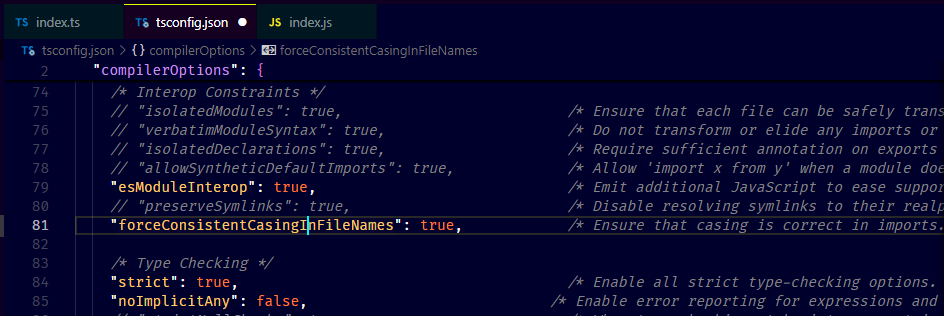 TS index.ts
TS tsconfig.json
JS index.js
TS tsconfig.json > {} compilerOptions > forceConsistentCasingInFileNames
2 "compilerOptions": {
74 /* Interop Constraints */
75 // "isolatedModules": true, /* Ensure that each file can be safely trans
76 // "verbatimModuleSyntax": true, /* Do not transform or elide any imports or
77 // "isolatedDeclarations": true, /* Require sufficient annotation on exports
78 // "allowSyntheticDefaultImports": true, /* Allow 'import x from y' when a module doe
79 "esModuleInterop": true, /* Emit additional JavaScript to ease suppor
80 // "preserveSymlinks": true, /* Disable resolving symlinks to their realp
81 "forceConsistentCasingInFileNames": true, /* Ensure that casing is correct in imports.
82
83 /* Type Checking */
84 "strict": true, /* Enable all strict type-checking options.
85 "noImplicitAny": false, /* Enable error reporting for expressions and